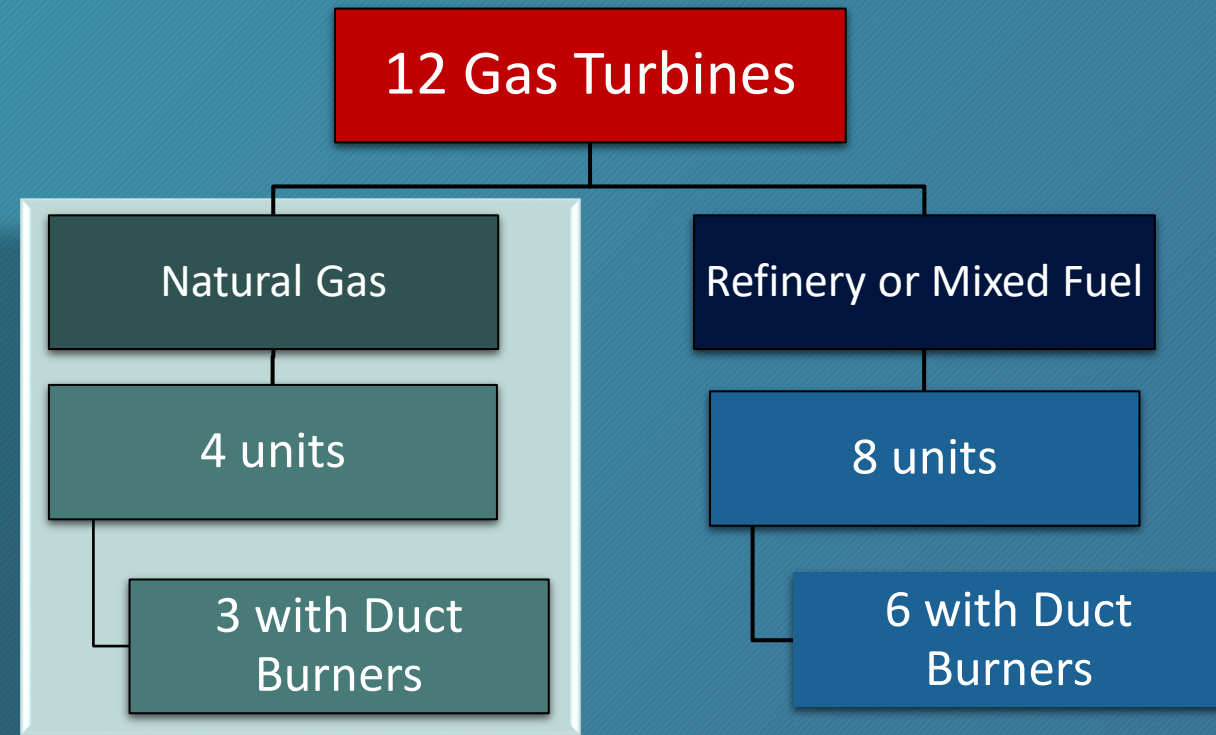 12 Gas Turbines
Natural Gas
Refinery or Mixed Fuel
4 units
8 units
3 with Duct
Burners
6 with Duct
Burners